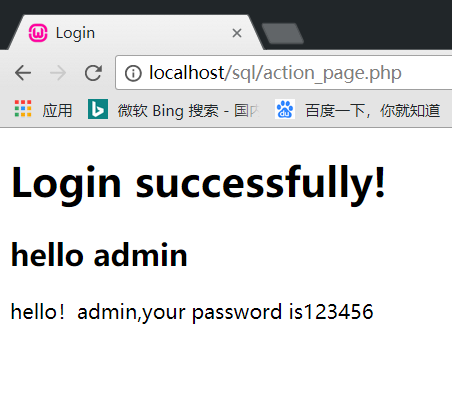 Login
localhost/sql/action_page.php
应用 微软 Bing 搜索 - 国内 百度一下，你就知道
Login successfully!
hello admin
hello！admin,your password is123456